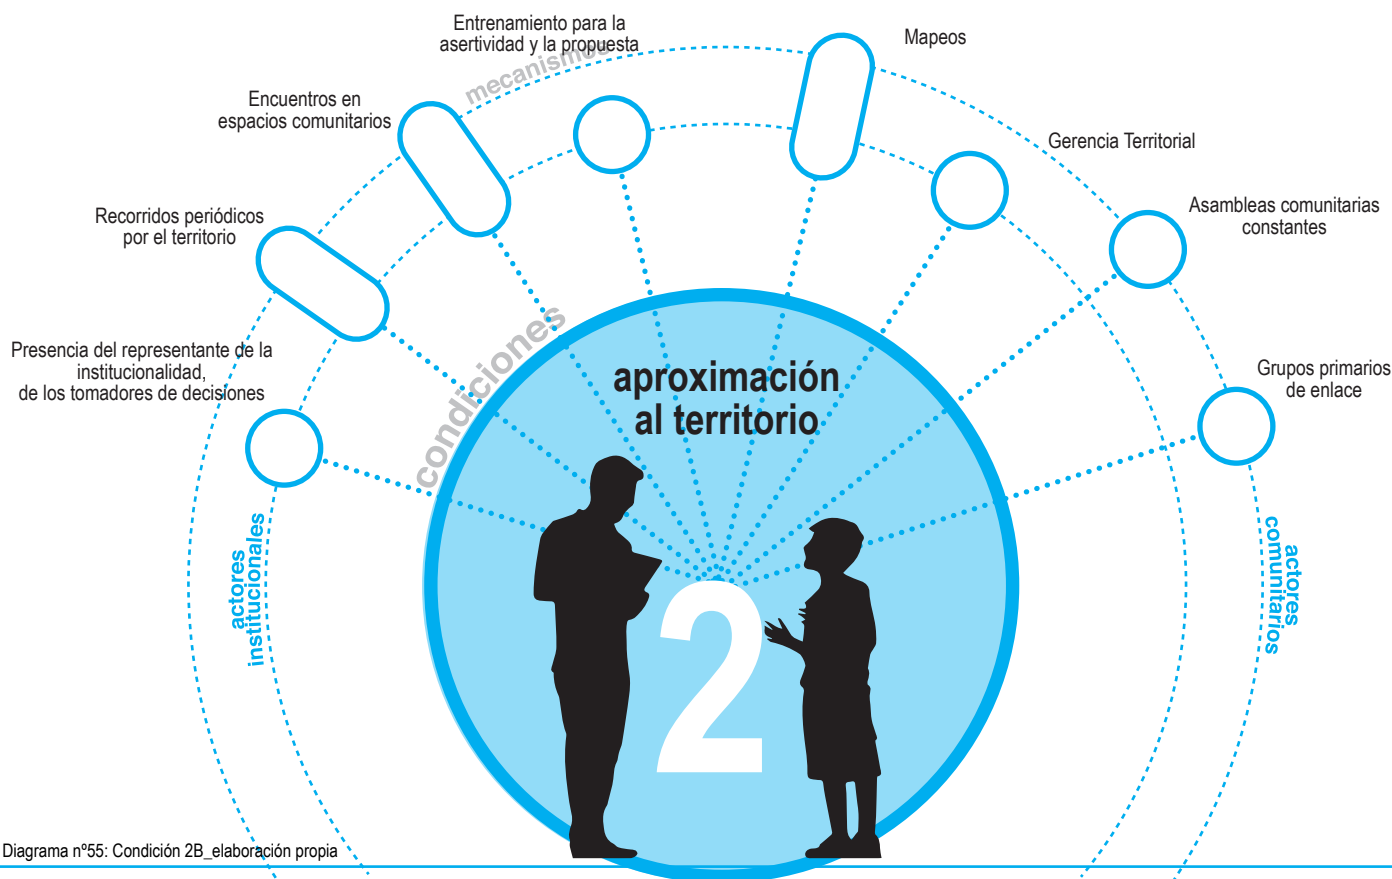 Entrenamiento para la
asertividad y la propuesta
mecanismos
Mapeos
Encuentros en
espacios comunitarios
Gerencia Territorial
Recorridos periódicos
por el territorio
Asambleas comunitarias
constantes
condiciones
Presencia del representante de la
institucionalidad,
de los tomadores de decisiones
aproximación
al territorio
Grupos primarios
de enlace
actores
institucionales
actores
comunitarios
2
Diagrama nº55: Condición 2B_elaboración propia